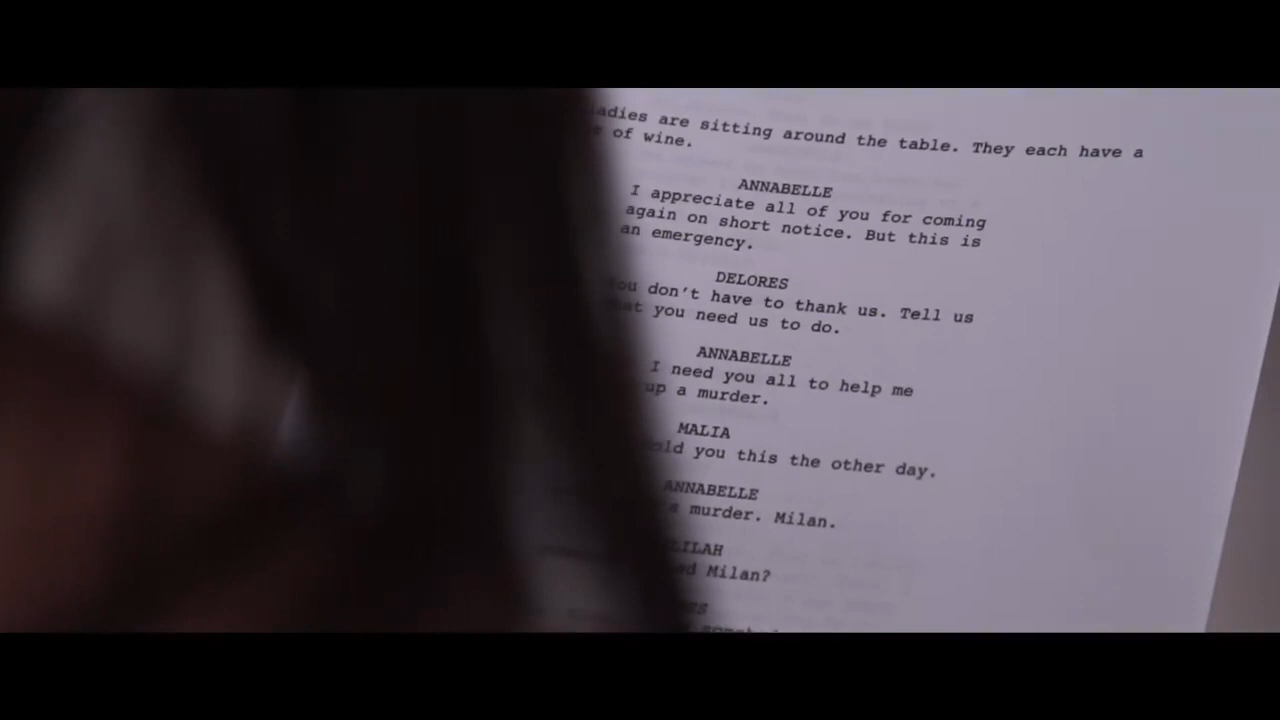 adies are sitting around the table. They each have a
of wine.
ANNABELLE
I appreciate all of you for coming
again on short notice. But this is
an emergency.
DELORES
ou don't have to thank us. Tell us
at you need us to do.
ANNABELLE
I need you all to help me
up a murder.
MALIA
old you this the other day.
ANNABELLE
s murder. Milan.
LILAH
ed Milan?
ES